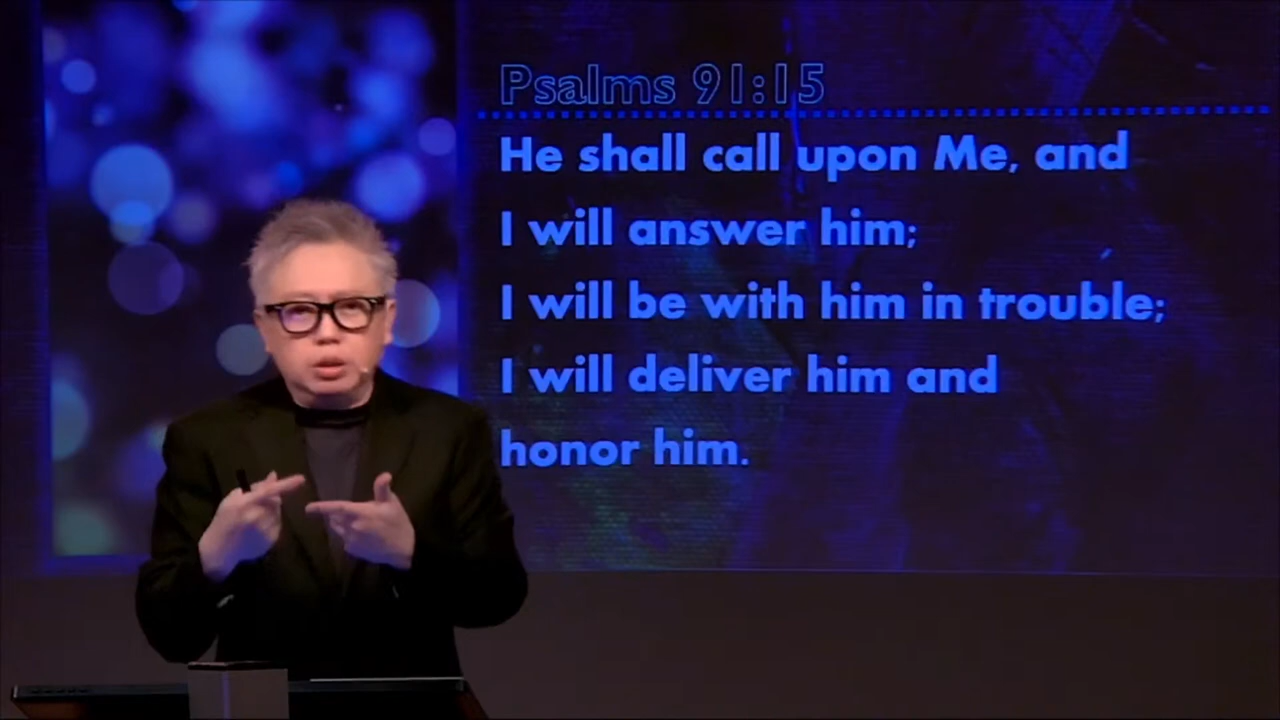 Psalms 91:15
He shall call upon Me, and
I will answer him;
I will be with him in trouble;
I will deliver him and
honor him.